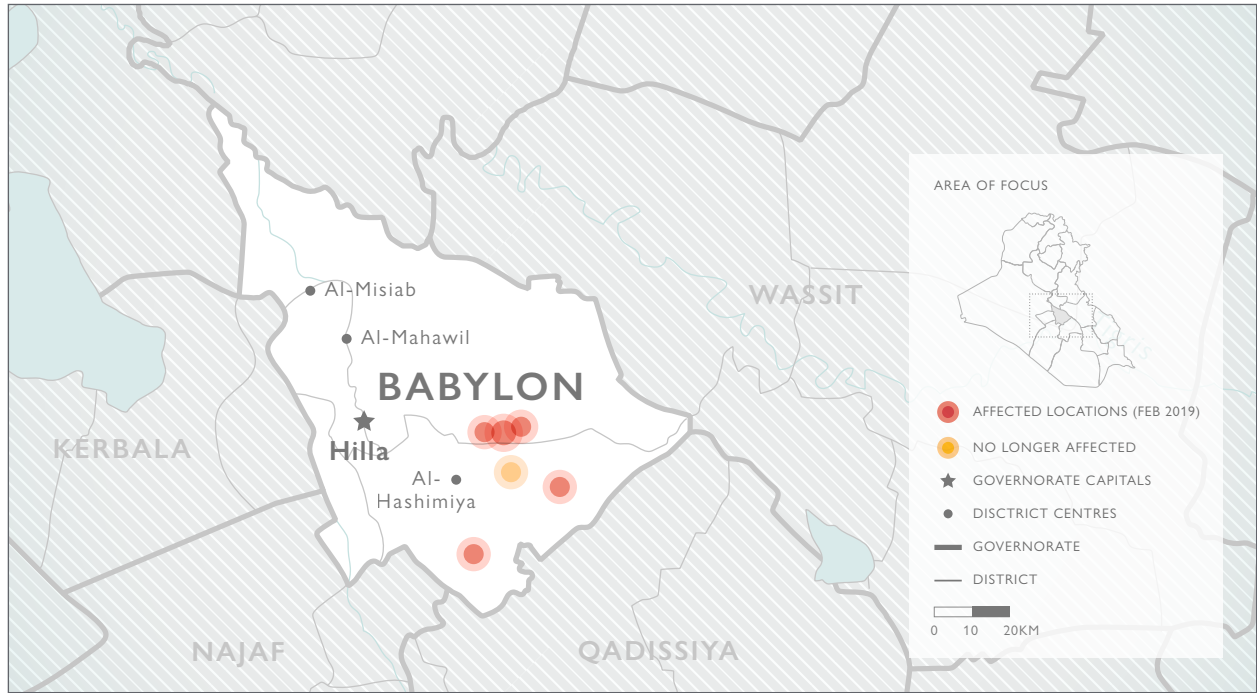 Al-Misiab
Al-Mahawil
BABYLON
Hilla
Al-
Hashimiya
KERBALA
NAJAF
QADISSIYA
WASSIT
AREA OF FOCUS
AFFECTED LOCATIONS (FEB 2019)
NO LONGER AFFECTED
GOVERNORATE CAPITALS
DISCTRICT CENTRES
GOVERNORATE
DISTRICT
0 10 20KM